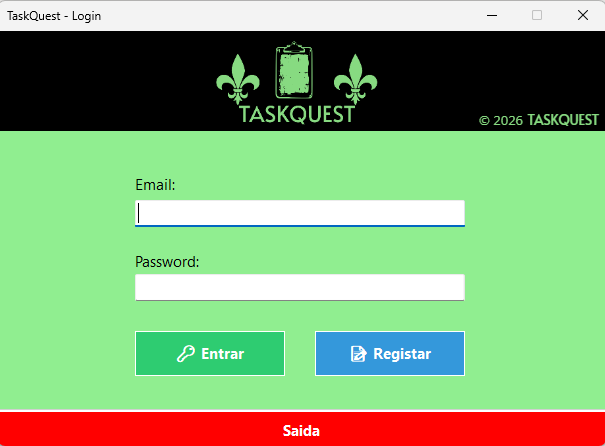 TaskQuest - Login
TASKQUEST
© 2026 TASKQUEST
Email:
Password:
Entrar
Registar
Saida